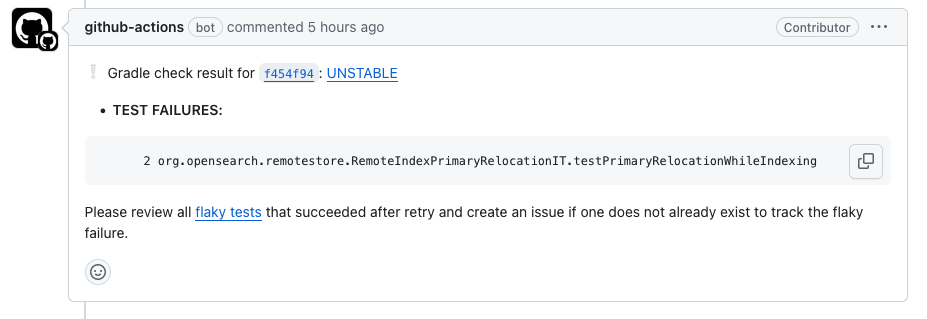 github-actions bot commented 5 hours ago Contributor
Gradle check result for f454f94: UNSTABLE
• TEST FAILURES:
2 org.opensearch.remotestore.RemoteIndexPrimaryRelocationIT.testPrimaryRelocationWhileIndexing
Please review all flaky tests that succeeded after retry and create an issue if one does not already exist to track the flaky
failure.